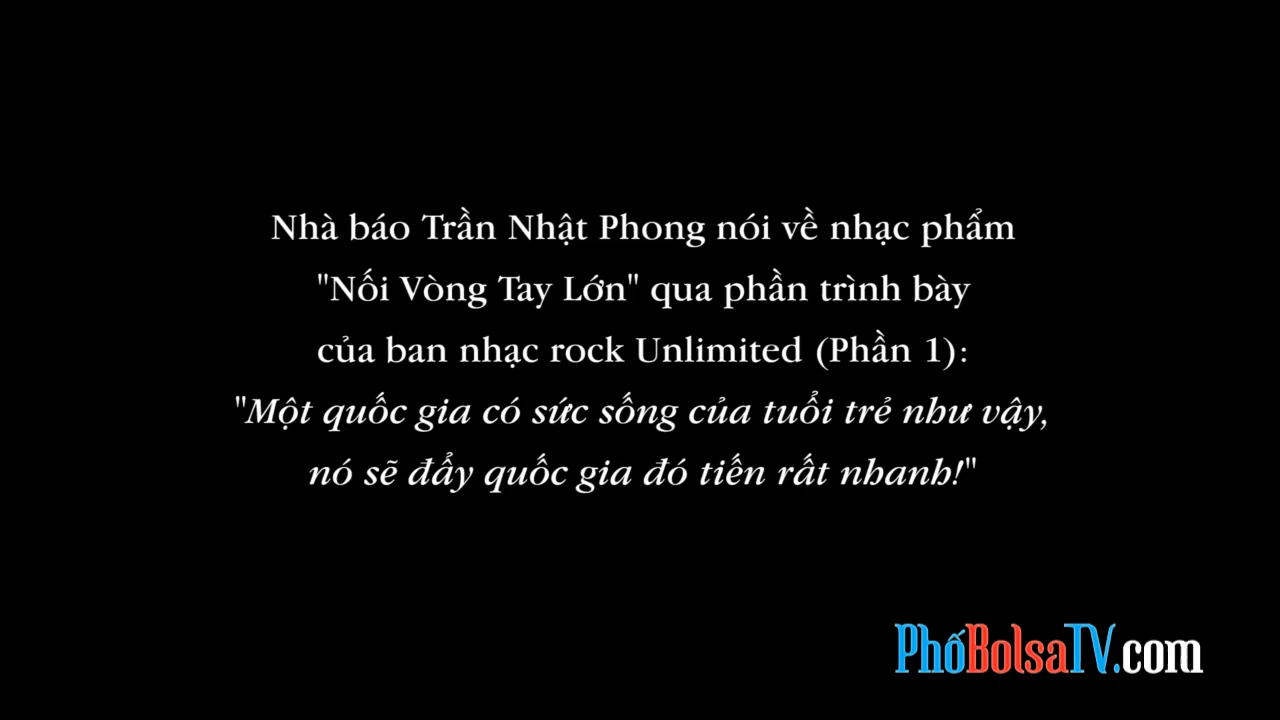 Nhà báo Trần Nhật Phong nói về nhạc phẩm
"Nối Vòng Tay Lớn" qua phần trình bày
của ban nhạc rock Unlimited (Phần 1):
"Một quốc gia có sức sống của tuổi trẻ như vậy,
nó sẽ đẩy quốc gia đó tiến rất nhanh!"
PhốBolsaTV.com